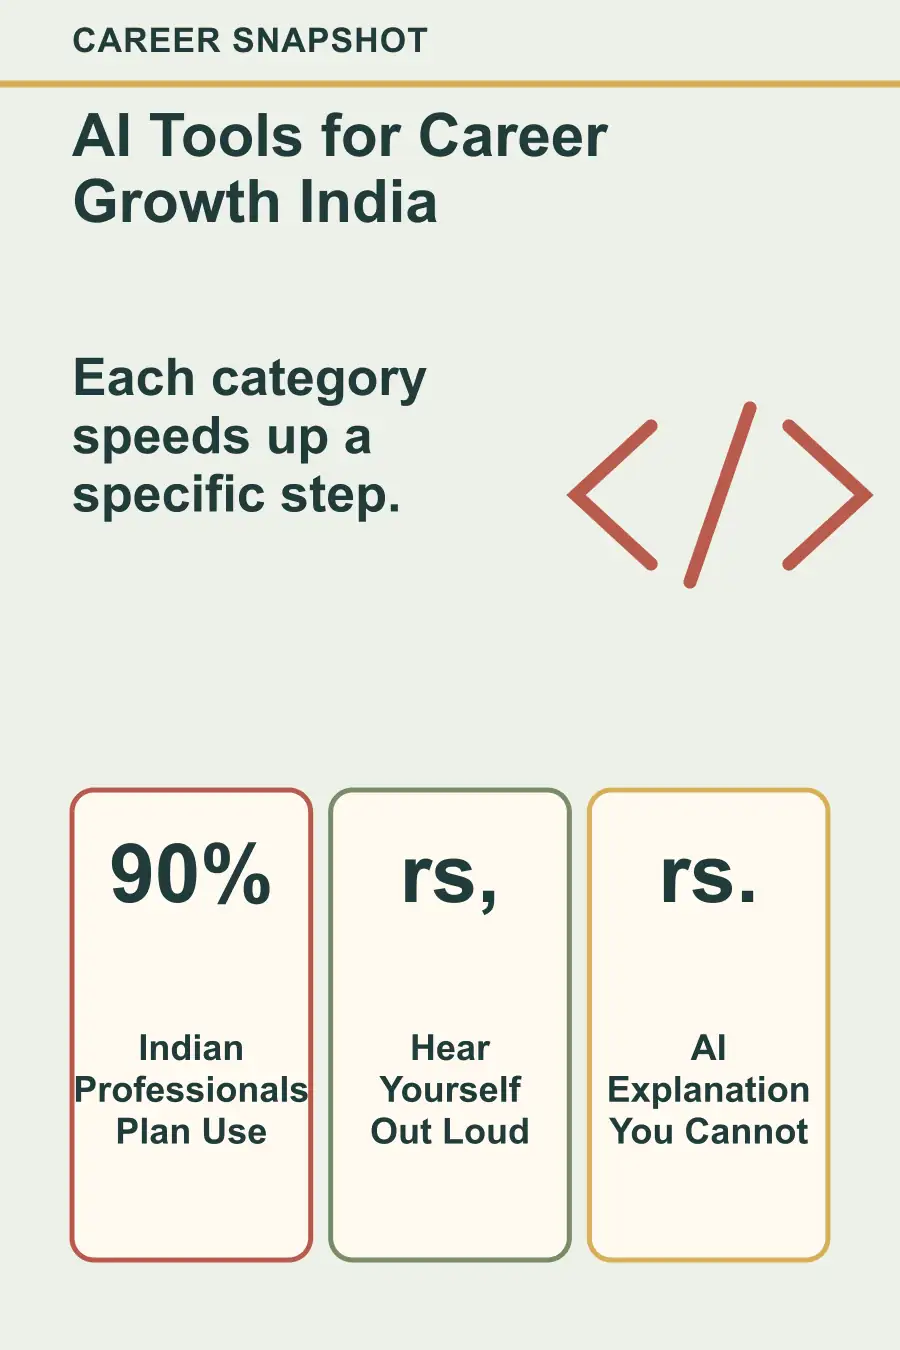 CAREER SNAPSHOT
AI Tools for Career
Growth India
Each category
speeds up a
specific step.
</>
90%
Indian
Professionals
Plan Use
rs,
Hear
Yourself
Out Loud
rs.
AI
Explanation
You Cannot